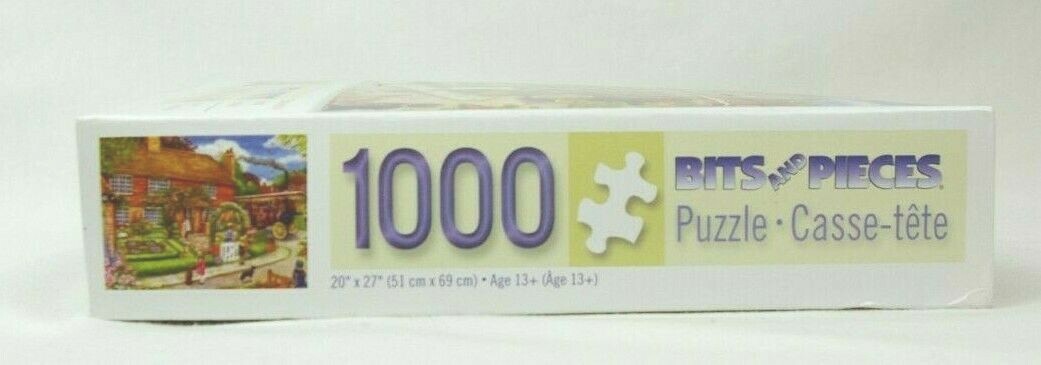 1000
BITS AND PIECES
Puzzle · Casse-tête
20" x 27" (51 cm x 69 cm) • Age 13+ (Âge 13+)